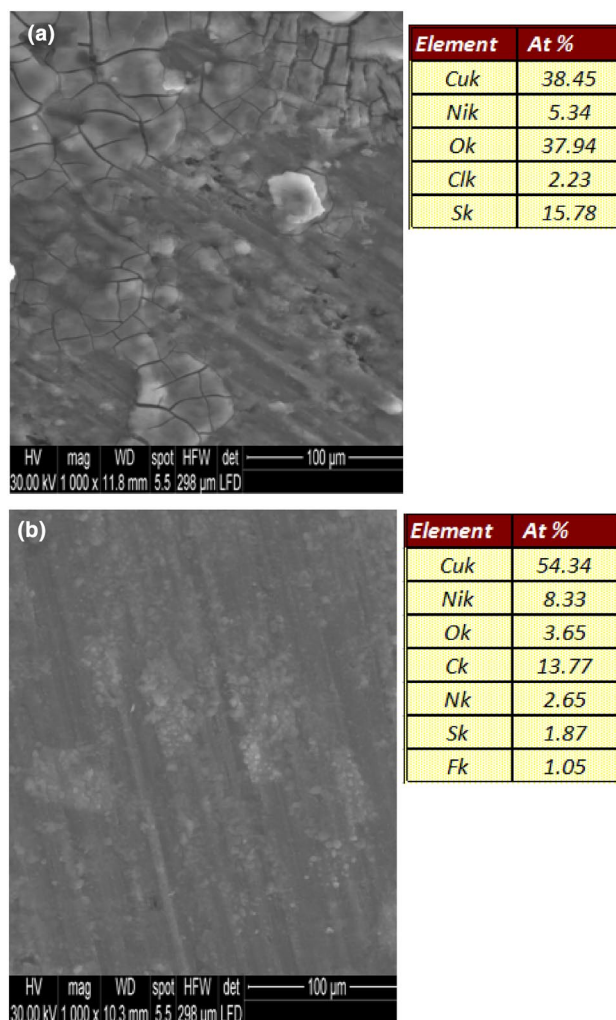 (a)
Element At %
Cuk 38.45
Nik 5.34
Ok 37.94
Clk 2.23
Sk 15.78
HV mag WD spot HFW det 100 µm
30.00 kV 1 000 x 11.8 mm 5.5 298 µm LFD
(b)
Element At %
Cuk 54.34
Nik 8.33
Ok 3.65
Ck 13.77
Nk 2.65
Sk 1.87
Fk 1.05
HV mag WD spot HFW det 100 µm
30.00 kV 1 000 x 10.3 mm 5.5 298 µm LFD